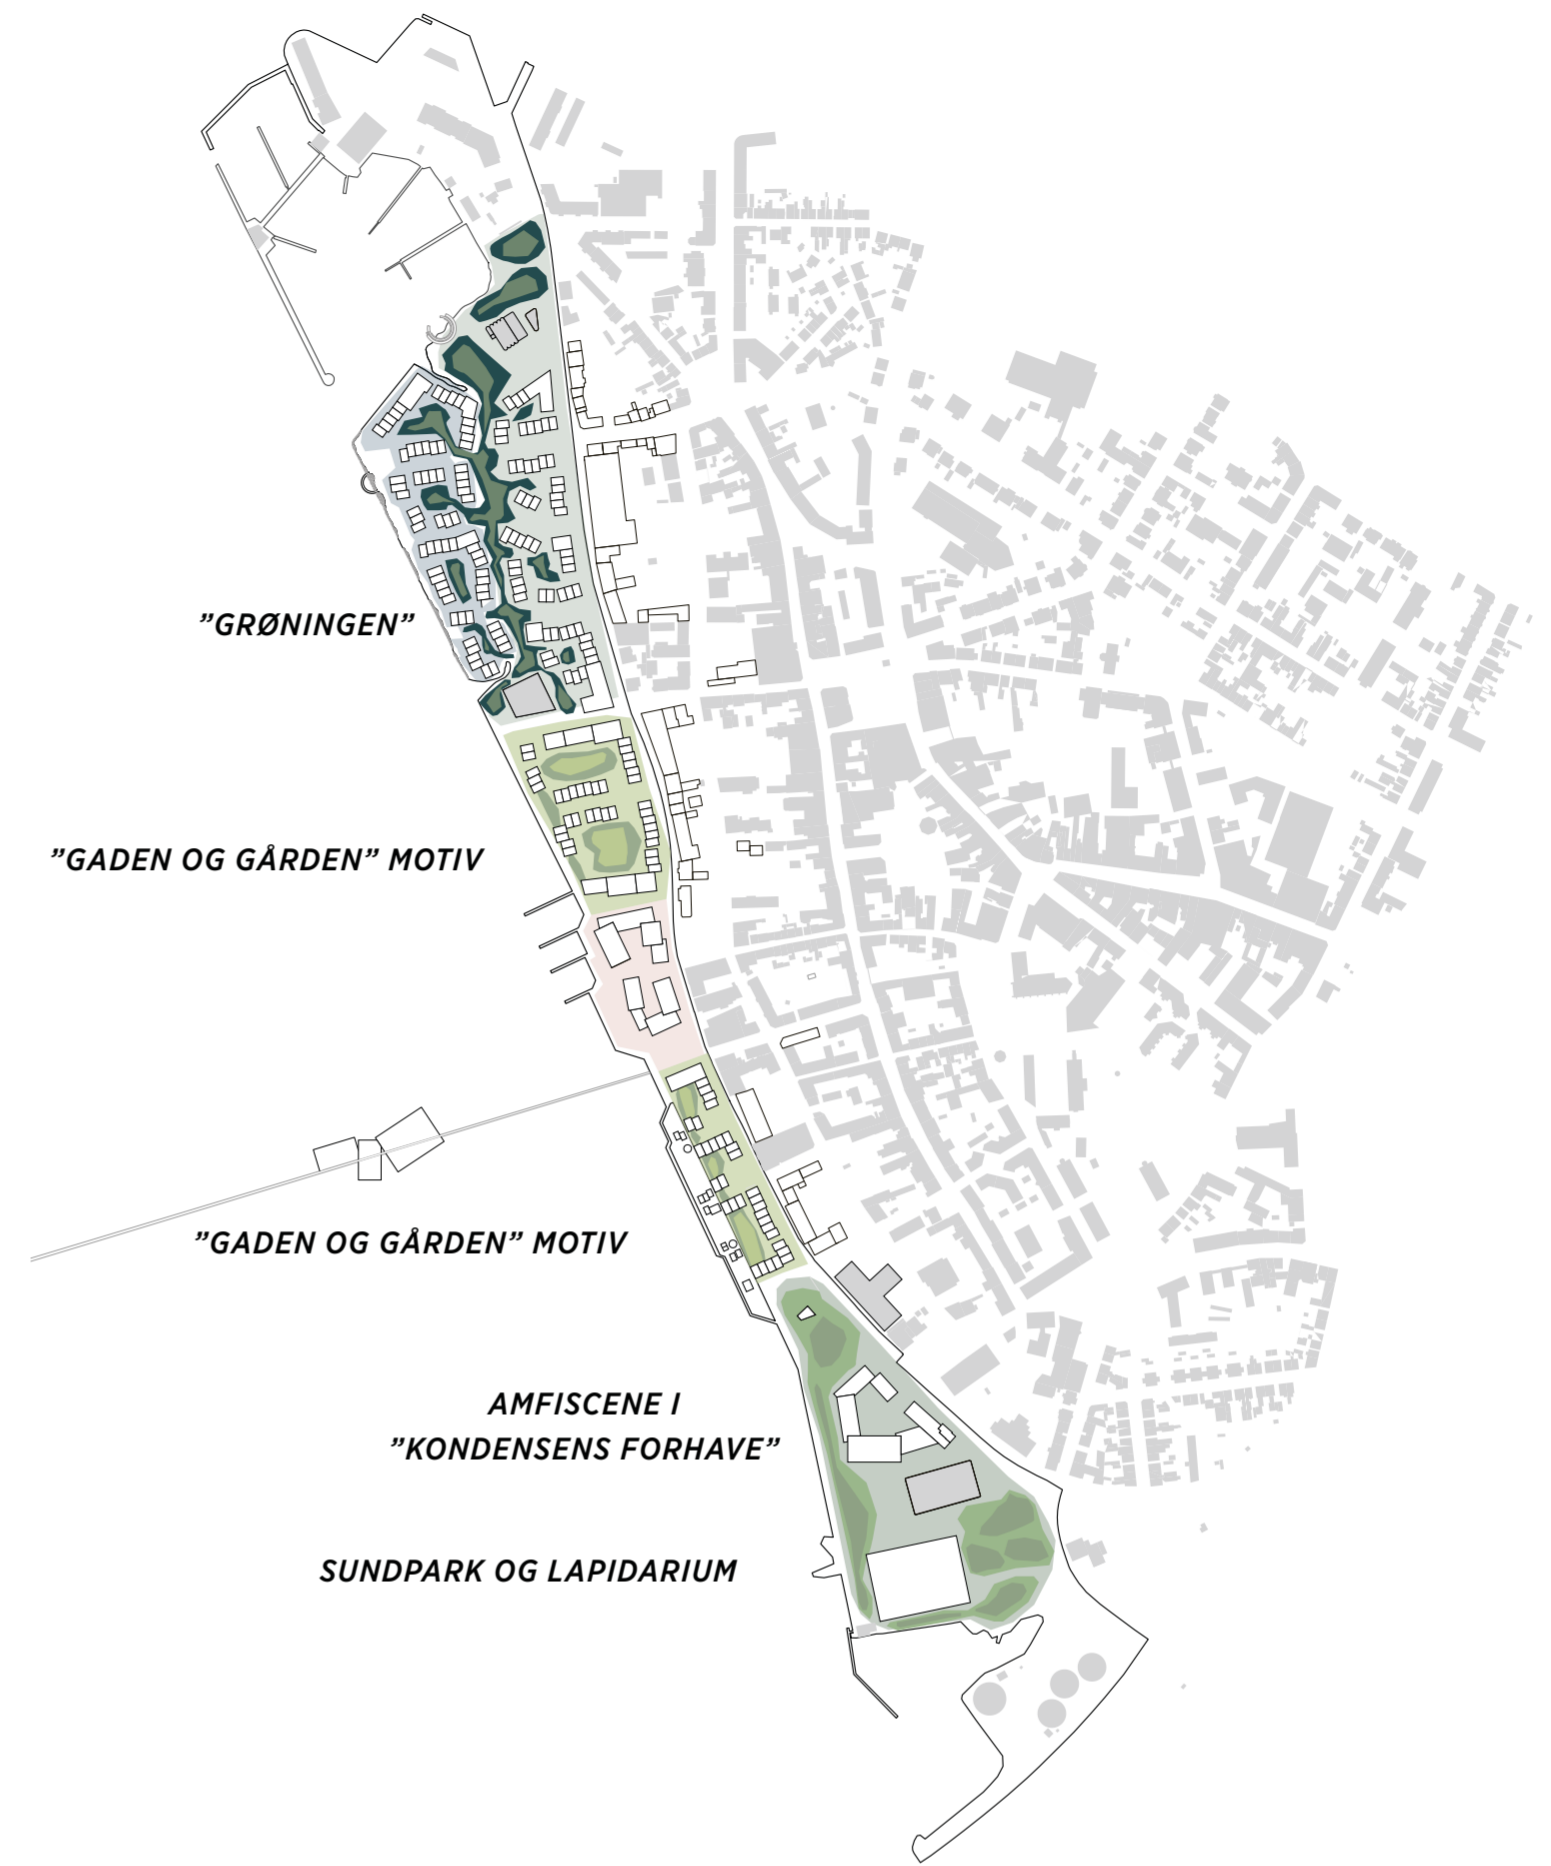 ”GRØNINGEN”
”GADEN OG GÅRDEN” MOTIV
”GADEN OG GÅRDEN” MOTIV
AMFISCENE I
”KONDENSENS FORHAVE”
SUNDPARK OG LAPIDARIUM